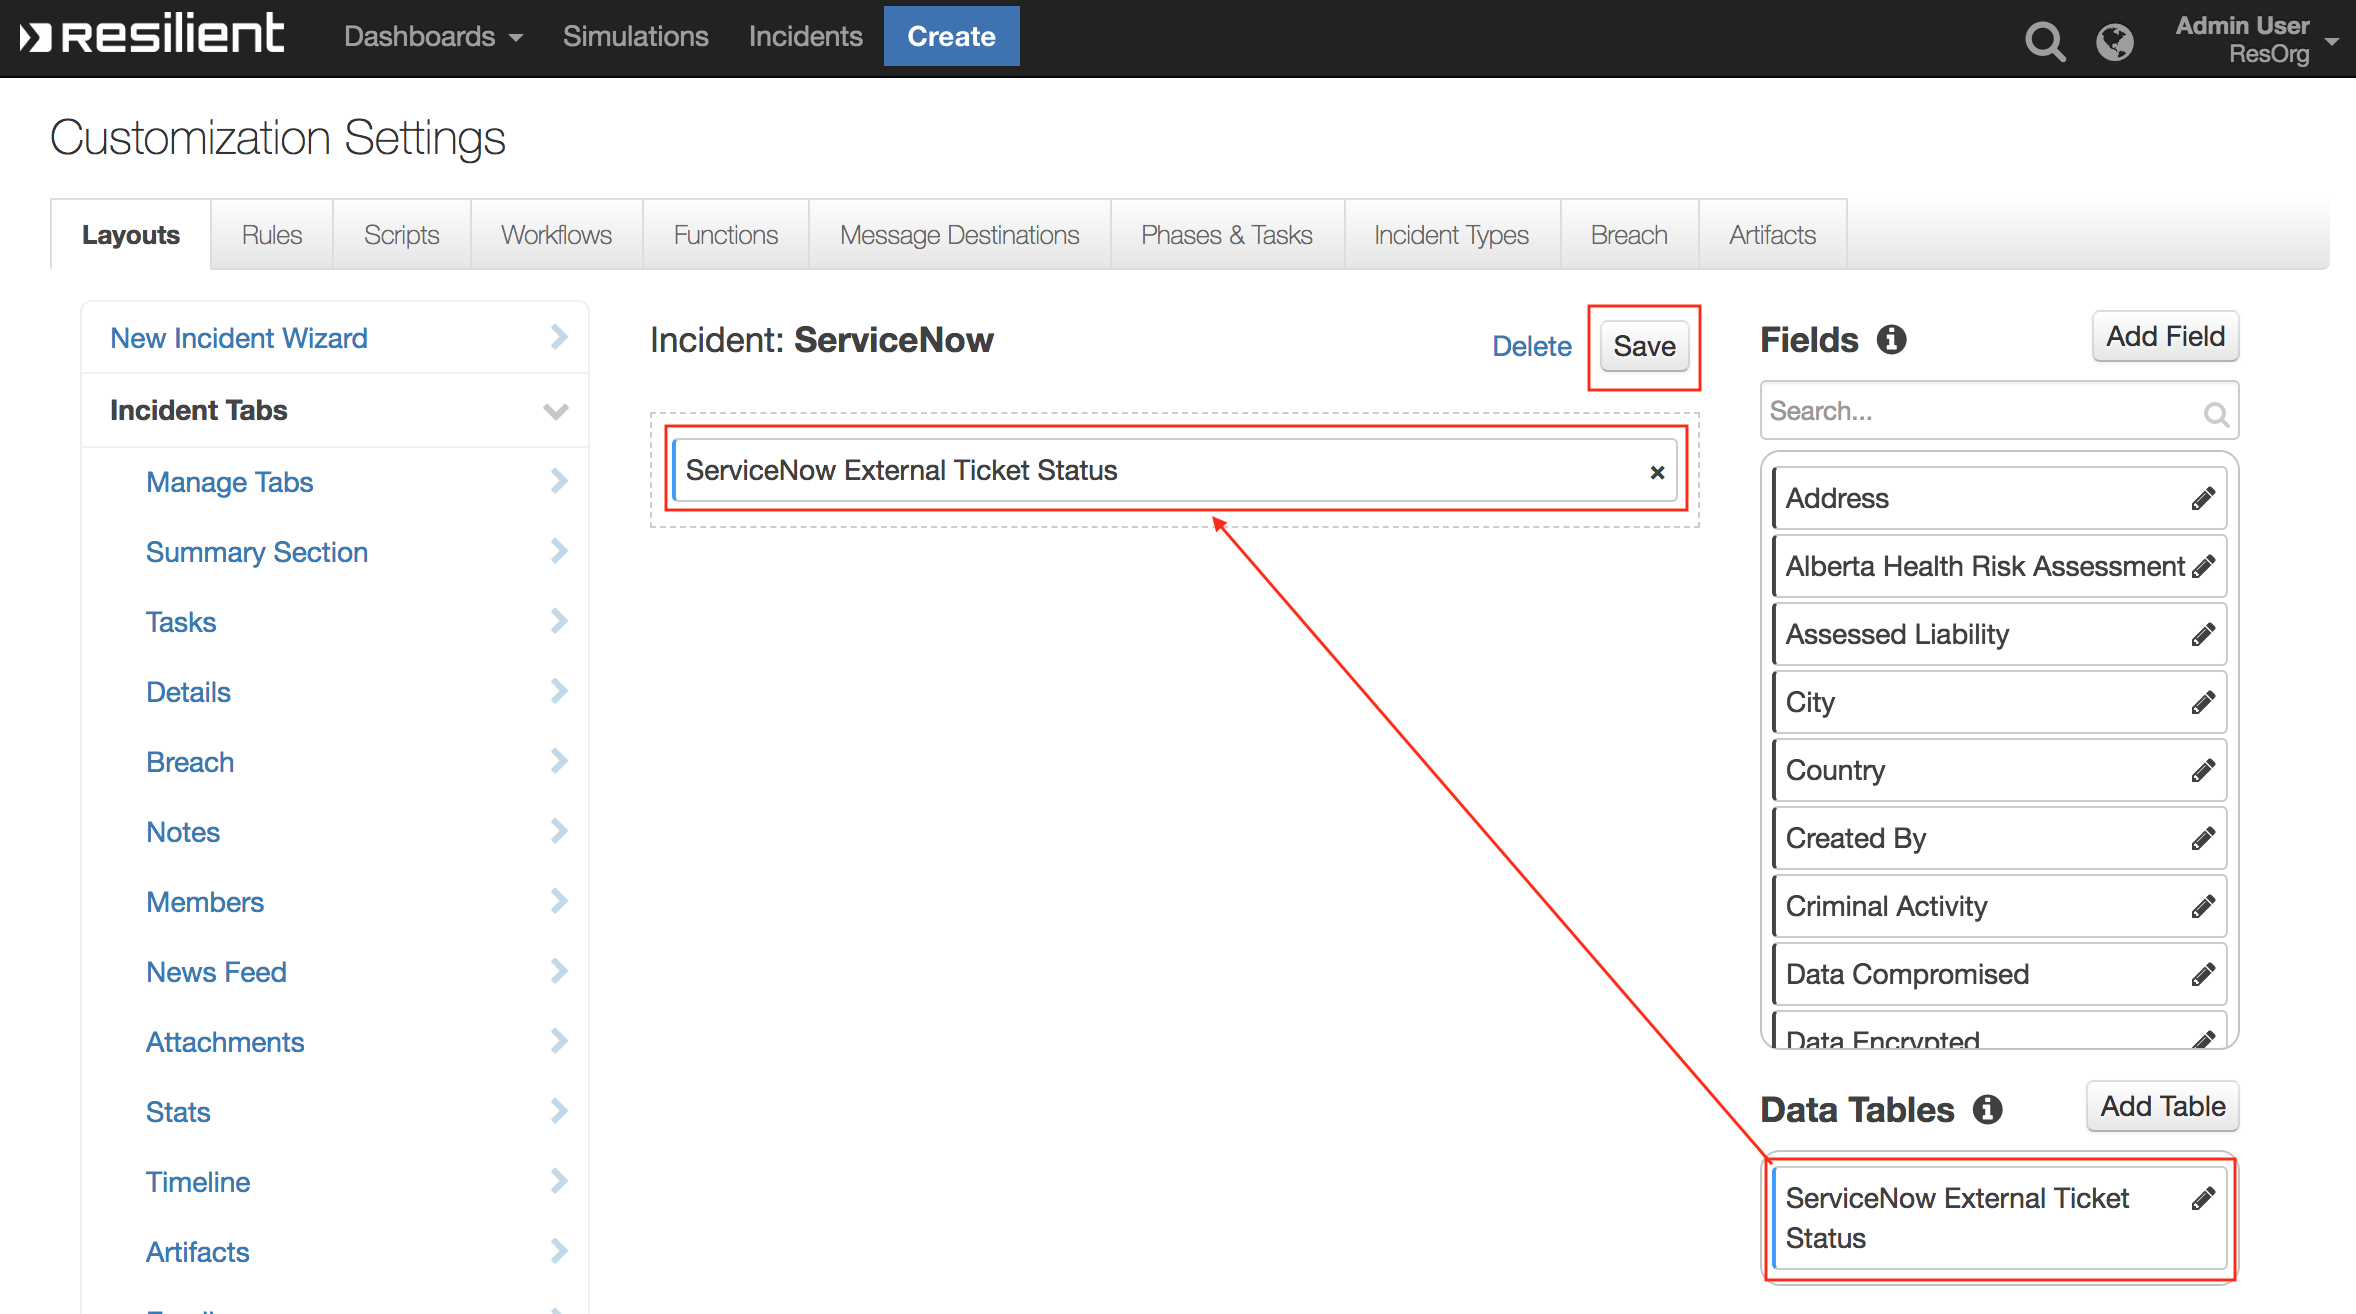 resilient
Dashboards
Simulations
Incidents
Create
Admin User
ResOrg
Customization Settings
Layouts
Rules
Scripts
Workflows
Functions
Message Destinations
Phases & Tasks
Incident Types
Breach
Artifacts
New Incident Wizard
Incident Tabs
Manage Tabs
Summary Section
Tasks
Details
Breach
Notes
Members
News Feed
Attachments
Stats
Timeline
Artifacts
Incident: ServiceNow
Delete
Save
ServiceNow External Ticket Status
Fields
Add Field
Search...
Address
Alberta Health Risk Assessment
Assessed Liability
City
Country
Created By
Criminal Activity
Data Compromised
Data Encrypted
Data Tables
Add Table
ServiceNow External Ticket
Status